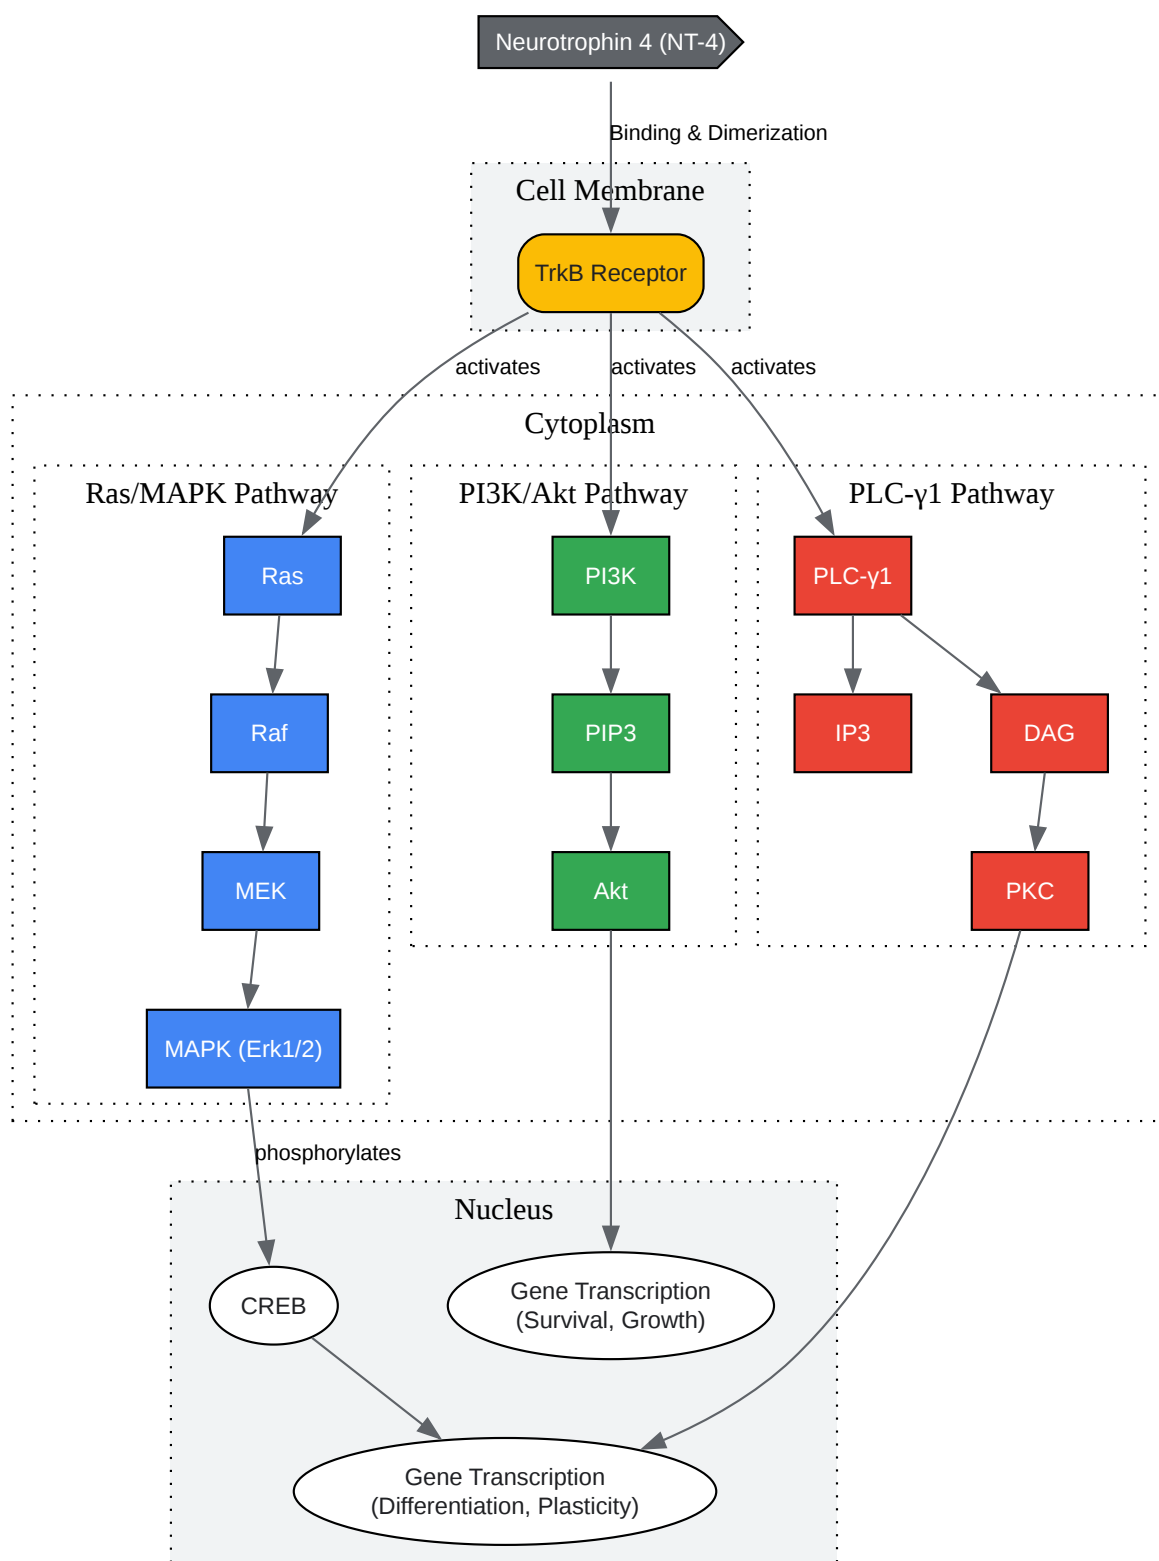 Neurotrophin 4 (NT-4)
Binding & Dimerization
Cell Membrane
TrkB Receptor
activates
activates
activates
Cytoplasm
Ras/MAPK Pathway
PI3K/Akt Pathway
PLC-γ1 Pathway
Ras
PI3K
PLC-γ1
Raf
PIP3
IP3
DAG
MEK
Akt
PKC
MAPK (Erk1/2)
phosphorylates
Nucleus
CREB
Gene Transcription
(Survival, Growth)
Gene Transcription
(Differentiation, Plasticity)